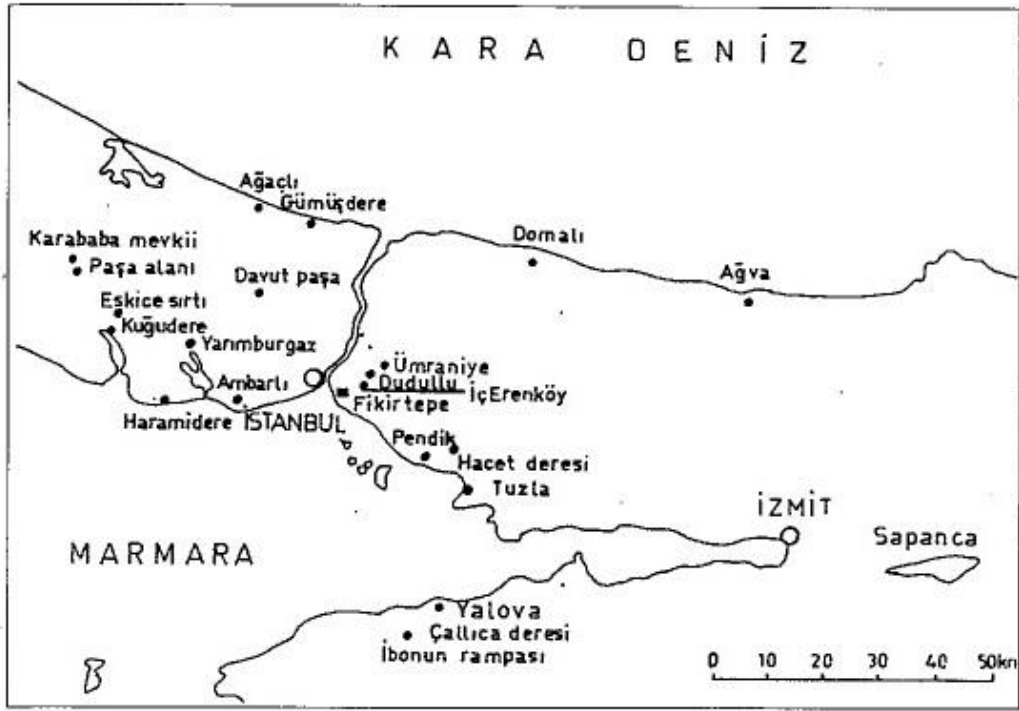 KARA DENİZ
Ağaçlı
Gümüşdere
Karababa mevkii
Paşa alanı
Davut paşa
Domalı
Ağva
Eskice sırtı
Kuğudere
Yarımburgaz
Ümraniye
Dudullu
İçErenköy
Fikirtepe
Ambarlı
Haramidere
İSTANBUL
Pendik
Hacet deresi
Tuzla
İZMİT
Sapanca
MARMARA
Yalova
Çallıca deresi
İbonun rampası
0 10 20 30 40 50km